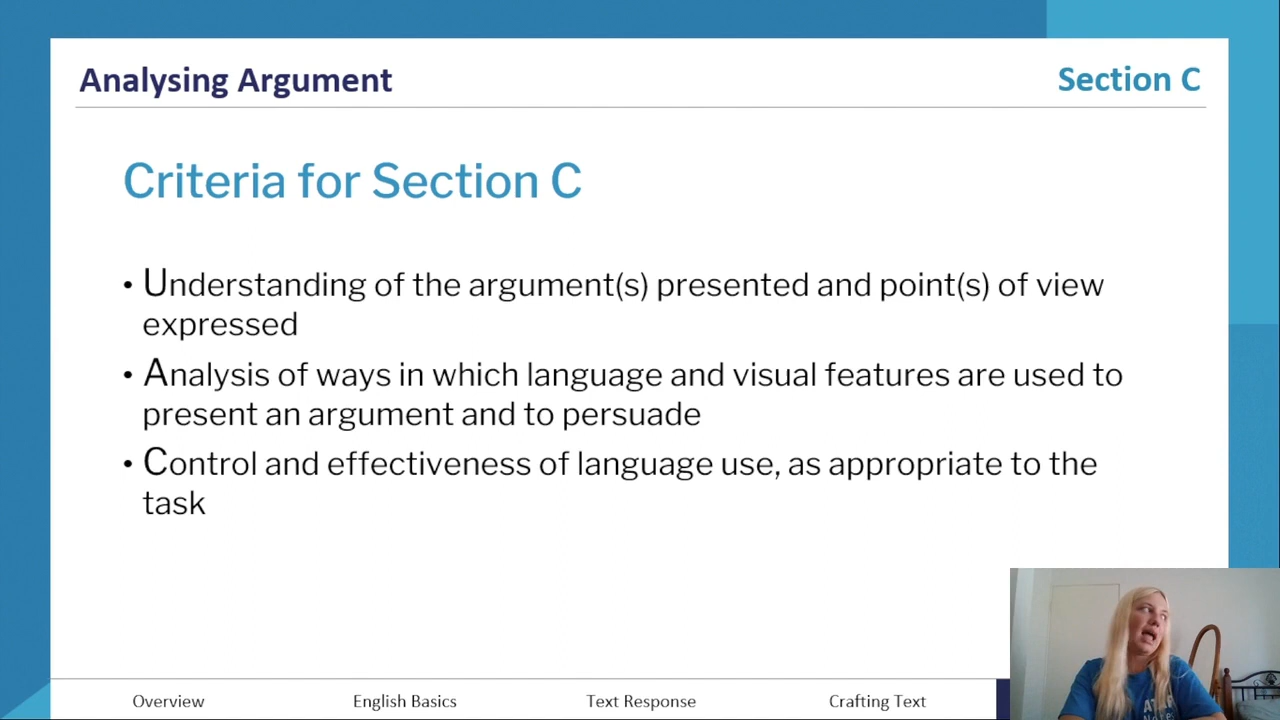 Analysing Argument
Section C
Criteria for Section C
• Understanding of the argument(s) presented and point(s) of view
expressed
• Analysis of ways in which language and visual features are used to
present an argument and to persuade
• Control and effectiveness of language use, as appropriate to the
task
Overview
English Basics
Text Response
Crafting Text